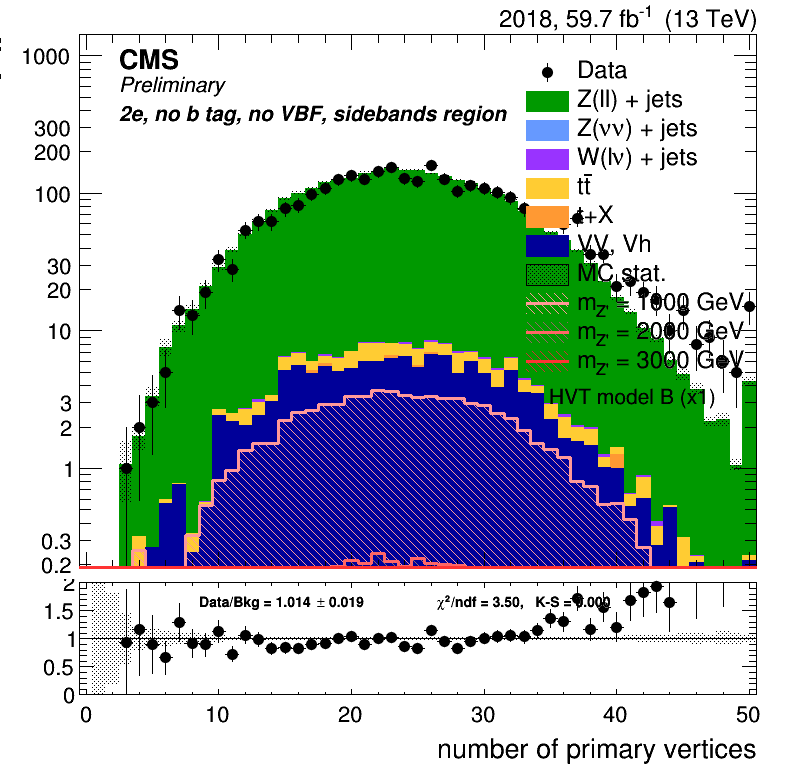 2018, 59.7 fb⁻¹ (13 TeV)
CMS
Preliminary
2e, no b tag, no VBF, sidebands region
Data
Z(ll) + jets
Z(νν) + jets
W(lν) + jets
tt̄
t+X
VV, Vh
MC stat.
m_Z' = 1000 GeV
m_Z' = 2000 GeV
m_Z' = 3000 GeV
HVT model B (x1)
1000
300
200
100
30
20
10
3
2
1
0.3
0.2
Data/Bkg = 1.014 ± 0.019 χ²/ndf = 3.50, K-S = 0.000
2
1.5
1
0.5
0
0 10 20 30 40 50
number of primary vertices